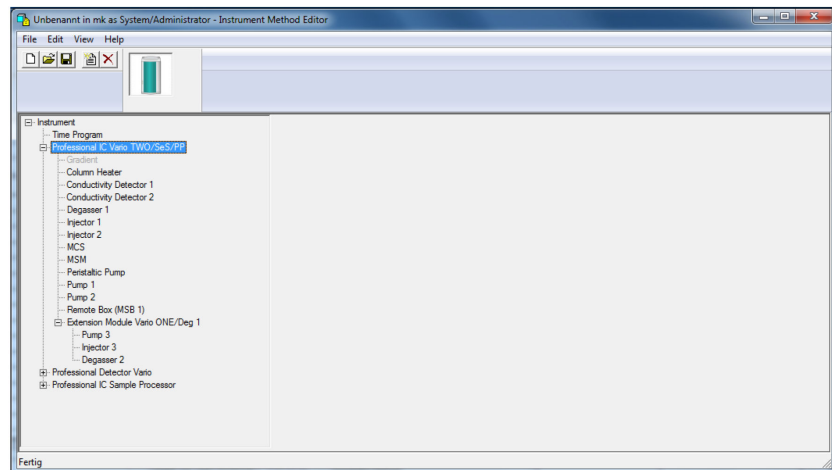 Unbenannt in mk as System/Administrator - Instrument Method Editor
File Edit View Help
Instrument
Time Program
Professional IC Vario TWO/SeS/PP
Gradient
Column Heater
Conductivity Detector 1
Conductivity Detector 2
Degasser 1
Injector 1
Injector 2
MCS
MSM
Peristaltic Pump
Pump 1
Pump 2
Remote Box (MSB 1)
Extension Module Vario ONE/Deg 1
Pump 3
Injector 3
Degasser 2
Professional Detector Vario
Professional IC Sample Processor
Fertig